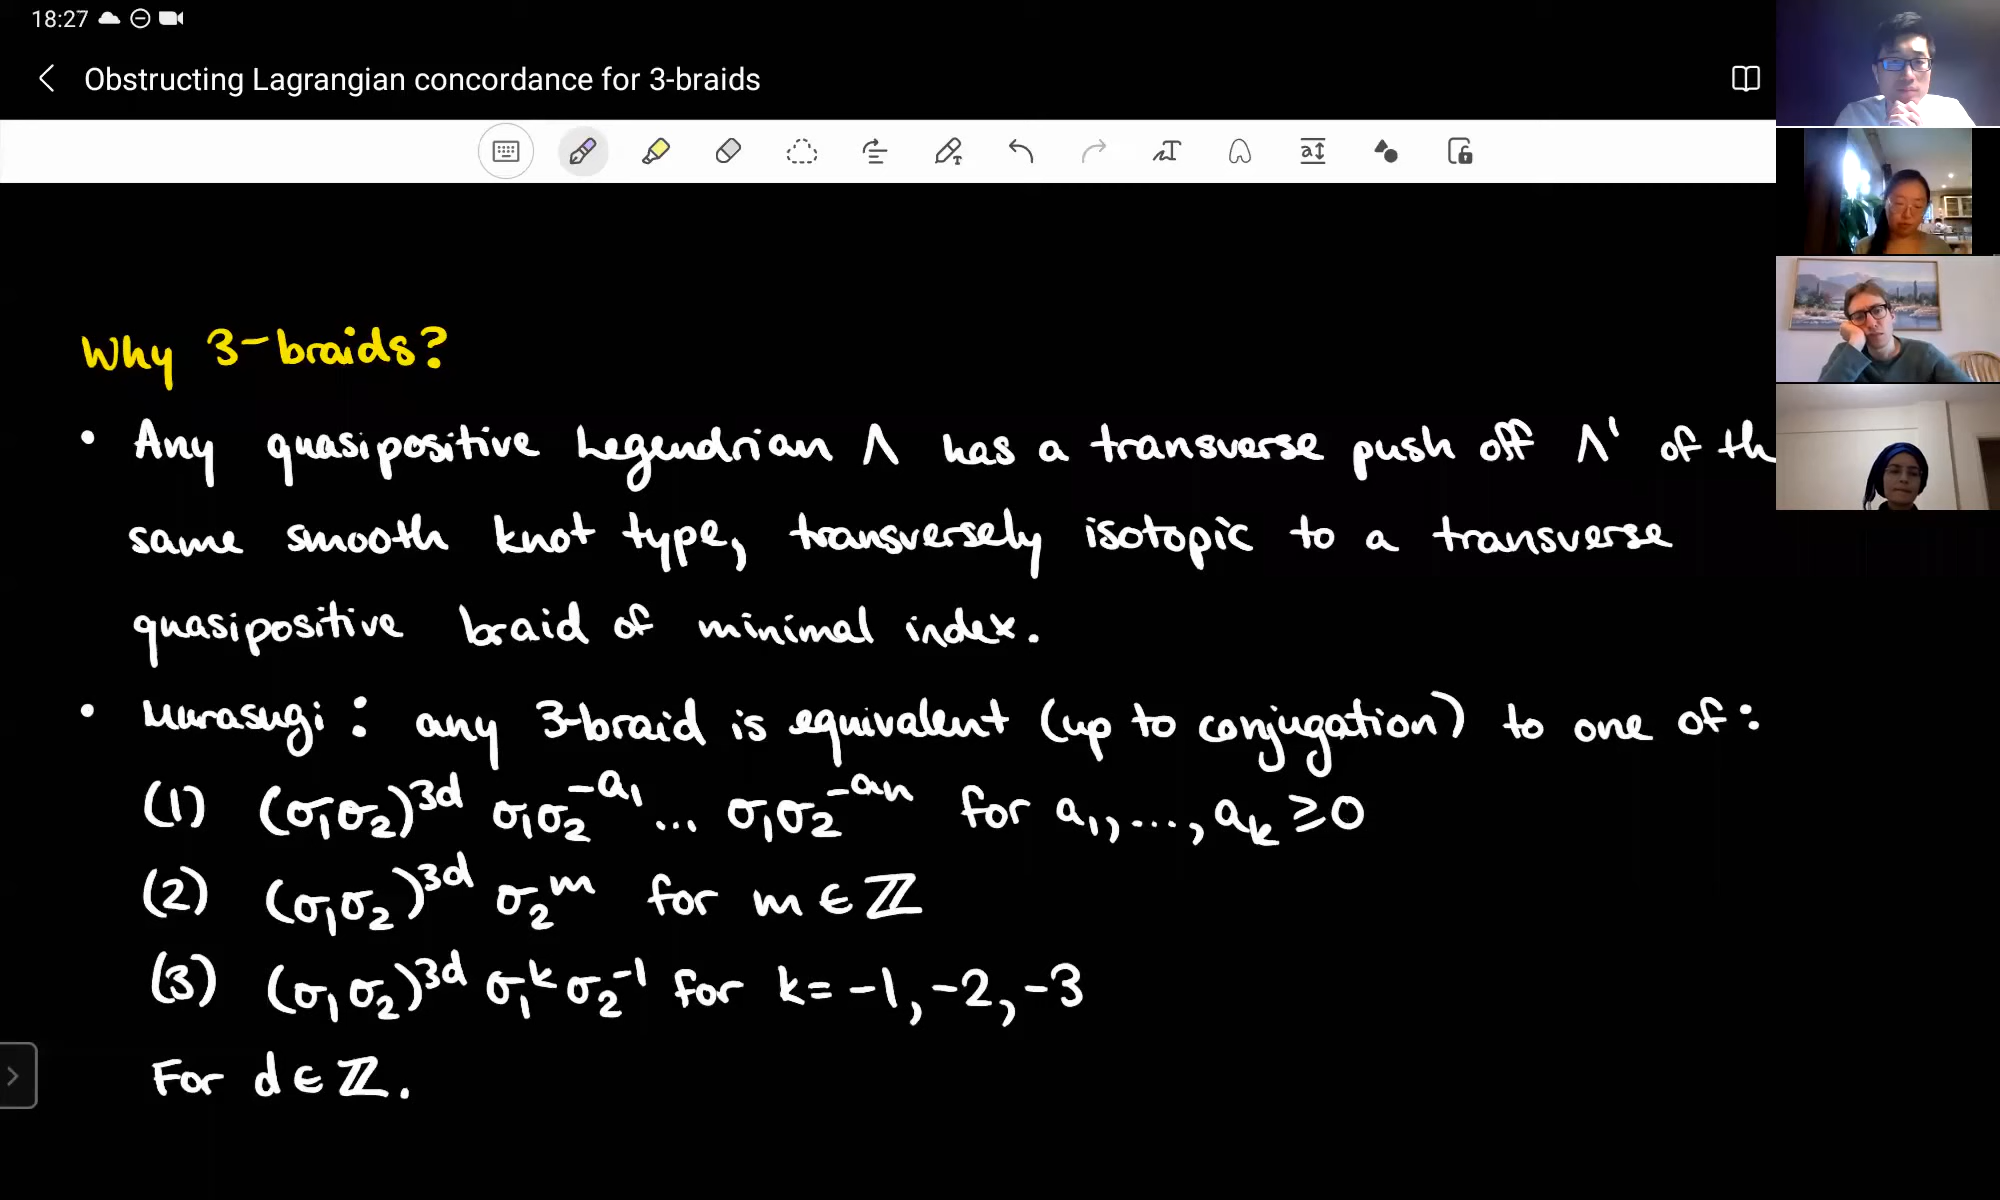 18:27
Obstructing Lagrangian concordance for 3-braids
Why 3-braids?
• Any quasipositive Legendrian Λ has a transverse push off Λ' of th
same smooth knot type, transversely isotopic to a transverse
quasipositive braid of minimal index.
• Murasugi: any 3-braid is equivalent (up to conjugation) to one of:
(1) (σ₁σ₂)³ᵈ σ₁σ₂^{-a₁} ... σ₁σ₂^{-aₙ} for a₁, ..., aₖ ≥ 0
(2) (σ₁σ₂)³ᵈ σ₂ᵐ for m ∈ ℤ
(3) (σ₁σ₂)³ᵈ σ₁ᵏ σ₂⁻¹ for k = -1, -2, -3
For d ∈ ℤ.